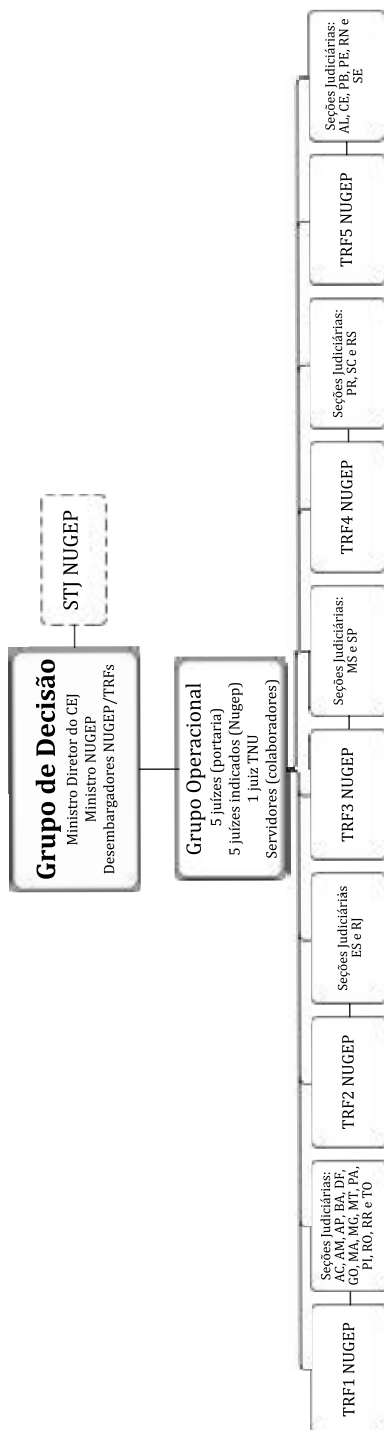 Grupo de Decisão
Ministro Diretor do CEJ
Ministro NUGEP
Desembargadores NUGEP/TRFs
STJ NUGEP
Grupo Operacional
5 juízes (portaria)
5 juízes indicados (Nugep)
1 juiz TNU
Servidores (colaboradores)
TRF1 NUGEP
Seções Judiciárias:
AC, AM, AP, BA, DF,
GO, MA, MG, MT, PA,
PI, RO, RR e TO
TRF2 NUGEP
Seções Judiciárias
ES e RJ
TRF3 NUGEP
Seções Judiciárias:
MS e SP
TRF4 NUGEP
Seções Judiciárias:
PR, SC e RS
TRF5 NUGEP
Seções Judiciárias:
AL, CE, PB, PE, RN e
SE